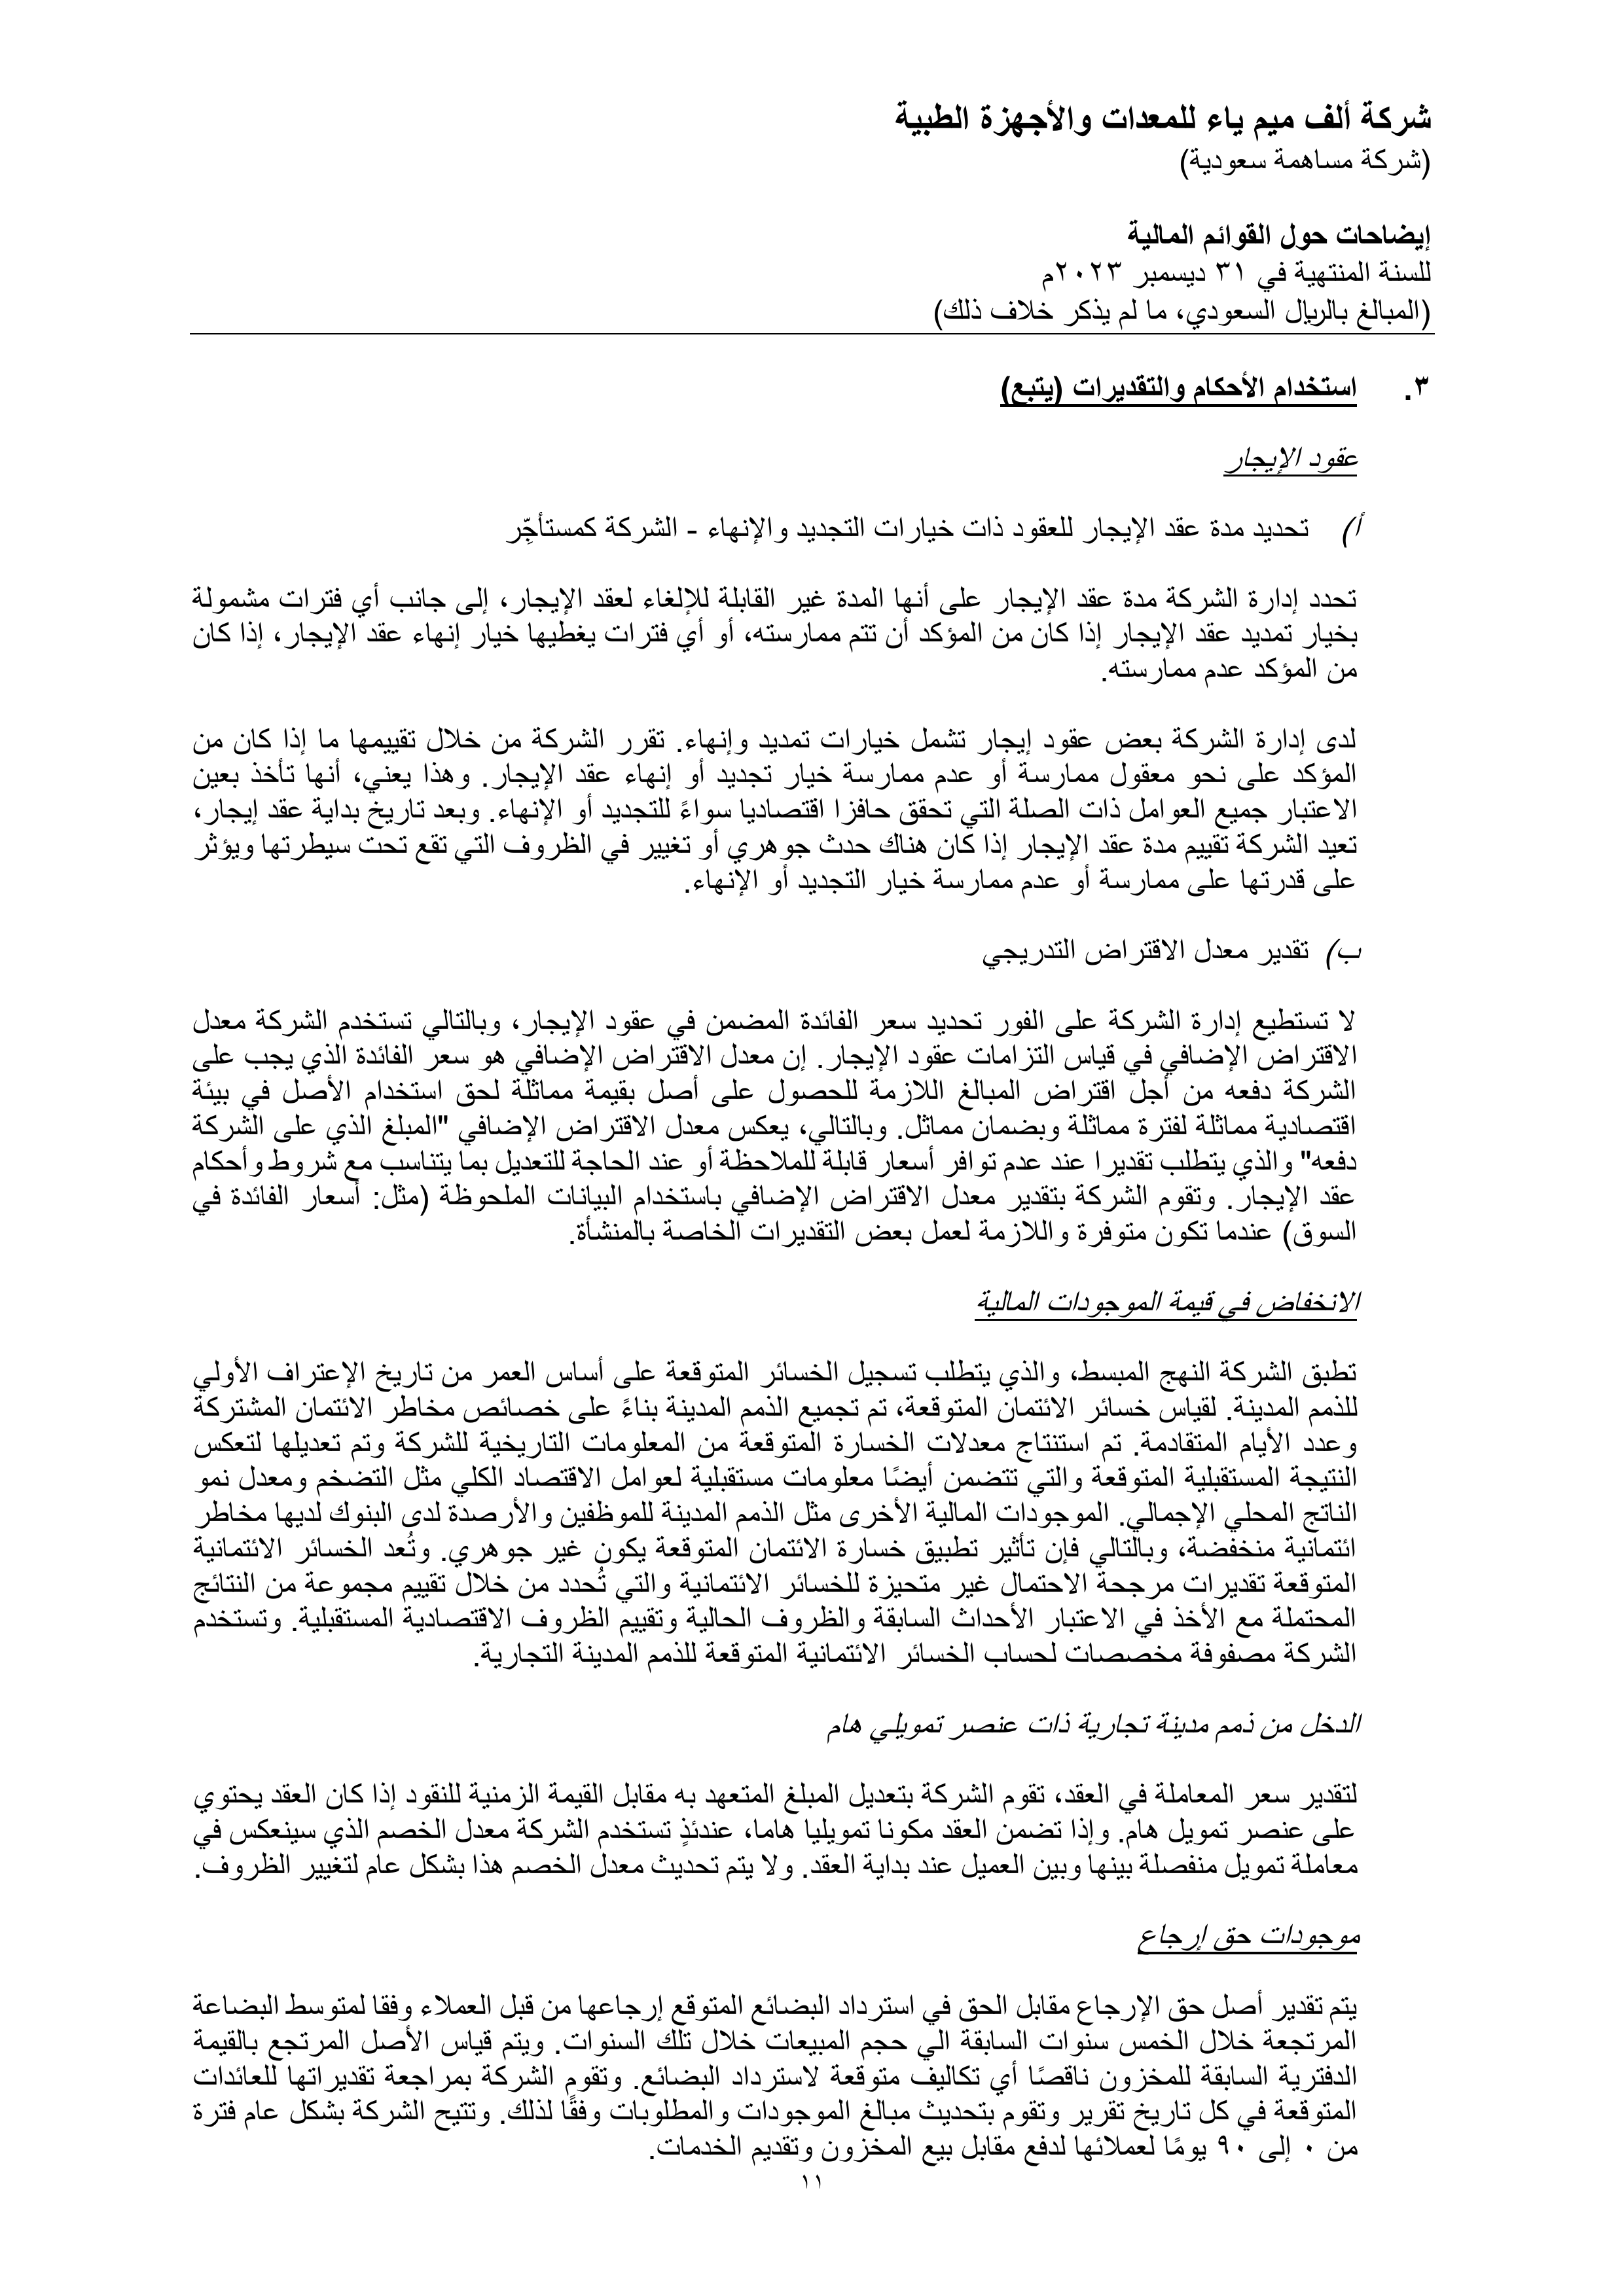 شركة ألف ميم ياء للمعدات والأجهزة الطبية
(شركة مساهمة سعودية)
إيضاحات حول القوائم المالية
للسنة المنتهية في ٣١ ديسمبر ٢٠٢٣م
(المبالغ بالريال السعودي، ما لم يذكر خلاف ذلك)
٣. استخدام الأحكام والتقديرات (يتبع)
عقود الإيجار
أ) تحديد مدة عقد الإيجار للعقود ذات خيارات التجديد والإنهاء - الشركة كمستأجِّر
تحدد إدارة الشركة مدة عقد الإيجار على أنها المدة غير القابلة للإلغاء لعقد الإيجار، إلى جانب أي فترات مشمولة
بخيار تمديد عقد الإيجار إذا كان من المؤكد أن تتم ممارسته، أو أي فترات يغطيها خيار إنهاء عقد الإيجار، إذا كان
من المؤكد عدم ممارسته.
لدى إدارة الشركة بعض عقود إيجار تشمل خيارات تمديد وإنهاء. تقرر الشركة من خلال تقييمها ما إذا كان من
المؤكد على نحو معقول ممارسة أو عدم ممارسة خيار تجديد أو إنهاء عقد الإيجار. وهذا يعني، أنها تأخذ بعين
الاعتبار جميع العوامل ذات الصلة التي تحقق حافزا اقتصاديا سواءً للتجديد أو الإنهاء. وبعد تاريخ بداية عقد إيجار،
تعيد الشركة تقييم مدة عقد الإيجار إذا كان هناك حدث جوهري أو تغيير في الظروف التي تقع تحت سيطرتها ويؤثر
على قدرتها على ممارسة أو عدم ممارسة خيار التجديد أو الإنهاء.
ب) تقدير معدل الاقتراض التدريجي
لا تستطيع إدارة الشركة على الفور تحديد سعر الفائدة المضمن في عقود الإيجار، وبالتالي تستخدم الشركة معدل
الاقتراض الإضافي في قياس التزامات عقود الإيجار. إن معدل الاقتراض الإضافي هو سعر الفائدة الذي يجب على
الشركة دفعه من أجل اقتراض المبالغ اللازمة للحصول على أصل بقيمة مماثلة لحق استخدام الأصل في بيئة
اقتصادية مماثلة لفترة مماثلة وبضمان مماثل. وبالتالي، يعكس معدل الاقتراض الإضافي "المبلغ الذي على الشركة
دفعه" والذي يتطلب تقديرا عند عدم توافر أسعار قابلة للملاحظة أو عند الحاجة للتعديل بما يتناسب مع شروط وأحكام
عقد الإيجار. وتقوم الشركة بتقدير معدل الاقتراض الإضافي باستخدام البيانات الملحوظة (مثل: أسعار الفائدة في
السوق) عندما تكون متوفرة واللازمة لعمل بعض التقديرات الخاصة بالمنشأة.
الانخفاض في قيمة الموجودات المالية
تطبق الشركة النهج المبسط، والذي يتطلب تسجيل الخسائر المتوقعة على أساس العمر من تاريخ الإعتراف الأولي
للذمم المدينة. لقياس خسائر الائتمان المتوقعة، تم تجميع الذمم المدينة بناءً على خصائص مخاطر الائتمان المشتركة
وعدد الأيام المتقادمة. تم استنتاج معدلات الخسارة المتوقعة من المعلومات التاريخية للشركة وتم تعديلها لتعكس
النتيجة المستقبلية المتوقعة والتي تتضمن أيضًا معلومات مستقبلية لعوامل الاقتصاد الكلي مثل التضخم ومعدل نمو
الناتج المحلي الإجمالي. الموجودات المالية الأخرى مثل الذمم المدينة للموظفين والأرصدة لدى البنوك لديها مخاطر
ائتمانية منخفضة، وبالتالي فإن تأثير تطبيق خسارة الائتمان المتوقعة يكون غير جوهري. وتُعد الخسائر الائتمانية
المتوقعة تقديرات مرجحة الاحتمال غير متحيزة للخسائر الائتمانية والتي تُحدد من خلال تقييم مجموعة من النتائج
المحتملة مع الأخذ في الاعتبار الأحداث السابقة والظروف الحالية وتقييم الظروف الاقتصادية المستقبلية. وتستخدم
الشركة مصفوفة مخصصات لحساب الخسائر الائتمانية المتوقعة للذمم المدينة التجارية.
الدخل من ذمم مدينة تجارية ذات عنصر تمويلي هام
لتقدير سعر المعاملة في العقد، تقوم الشركة بتعديل المبلغ المتعهد به مقابل القيمة الزمنية للنقود إذا كان العقد يحتوي
على عنصر تمويل هام. وإذا تضمن العقد مكونا تمويليا هاما، عندئذٍ تستخدم الشركة معدل الخصم الذي سينعكس في
معاملة تمويل منفصلة بينها وبين العميل عند بداية العقد. ولا يتم تحديث معدل الخصم هذا بشكل عام لتغيير الظروف.
موجودات حق إرجاع
يتم تقدير أصل حق الإرجاع مقابل الحق في استرداد البضائع المتوقع إرجاعها من قبل العملاء وفقا لمتوسط البضاعة
المرتجعة خلال الخمس سنوات السابقة الي حجم المبيعات خلال تلك السنوات. ويتم قياس الأصل المرتجع بالقيمة
الدفترية السابقة للمخزون ناقصًا أي تكاليف متوقعة لاسترداد البضائع. وتقوم الشركة بمراجعة تقديراتها للعائدات
المتوقعة في كل تاريخ تقرير وتقوم بتحديث مبالغ الموجودات والمطلوبات وفقًا لذلك. وتتيح الشركة بشكل عام فترة
من ٠ إلى ٩٠ يومًا لعملائها لدفع مقابل بيع المخزون وتقديم الخدمات.
١١